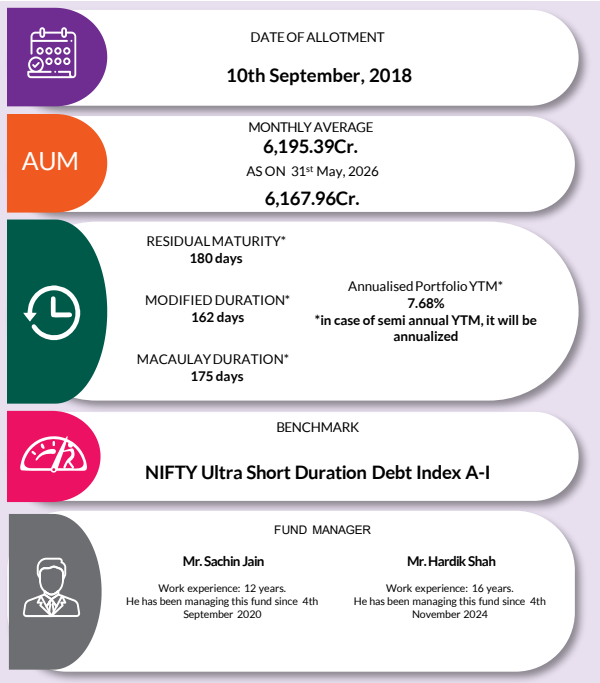 DATE OF ALLOTMENT
10th September, 2018
AUM
MONTHLY AVERAGE
6,195.39Cr.
AS ON 31st May, 2026
6,167.96Cr.
RESIDUAL MATURITY*
180 days
MODIFIED DURATION*
162 days
MACAULAY DURATION*
175 days
Annualised Portfolio YTM*
7.68%
*in case of semi annual YTM, it will be
annualized
BENCHMARK
NIFTY Ultra Short Duration Debt Index A-I
FUND MANAGER
Mr. Sachin Jain
Work experience: 12 years.
He has been managing this fund since 4th
September 2020
Mr. Hardik Shah
Work experience: 16 years.
He has been managing this fund since 4th
November 2024